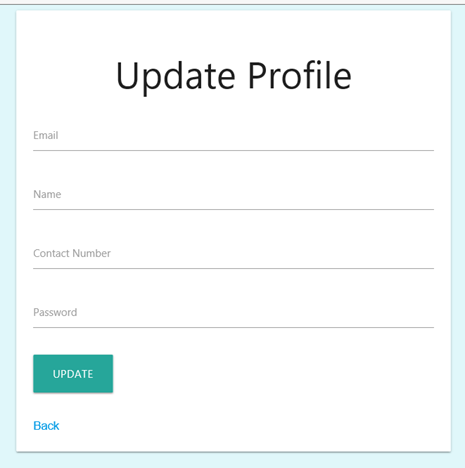 Update Profile
Email
Name
Contact Number
Password
UPDATE
Back